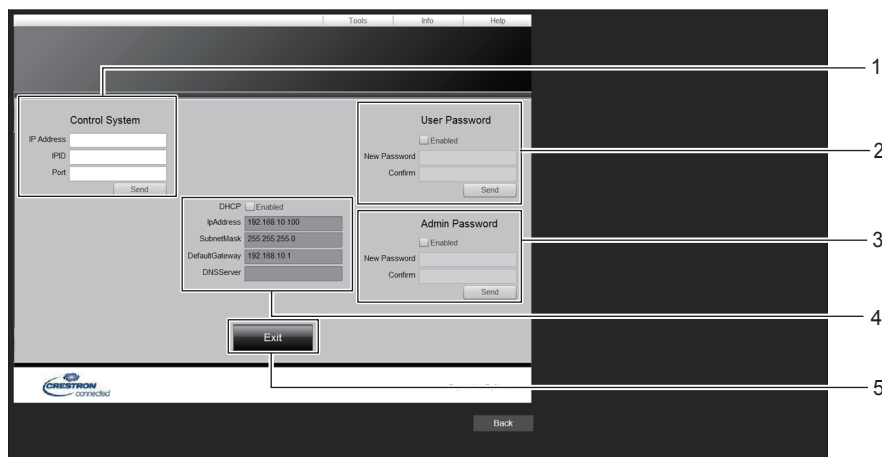 Tools Info Help
1
Control System
IP Address
IPID
Port
Send
User Password
Enabled
New Password
Confirm
Send
2
DHCP Enabled
IpAddress 192.168.10.100
SubnetMask 255.255.255.0
DefaultGateway 192.168.10.1
DNSServer
Admin Password
Enabled
New Password
Confirm
Send
3
4
Exit
5
CRESTRON
connected
Back